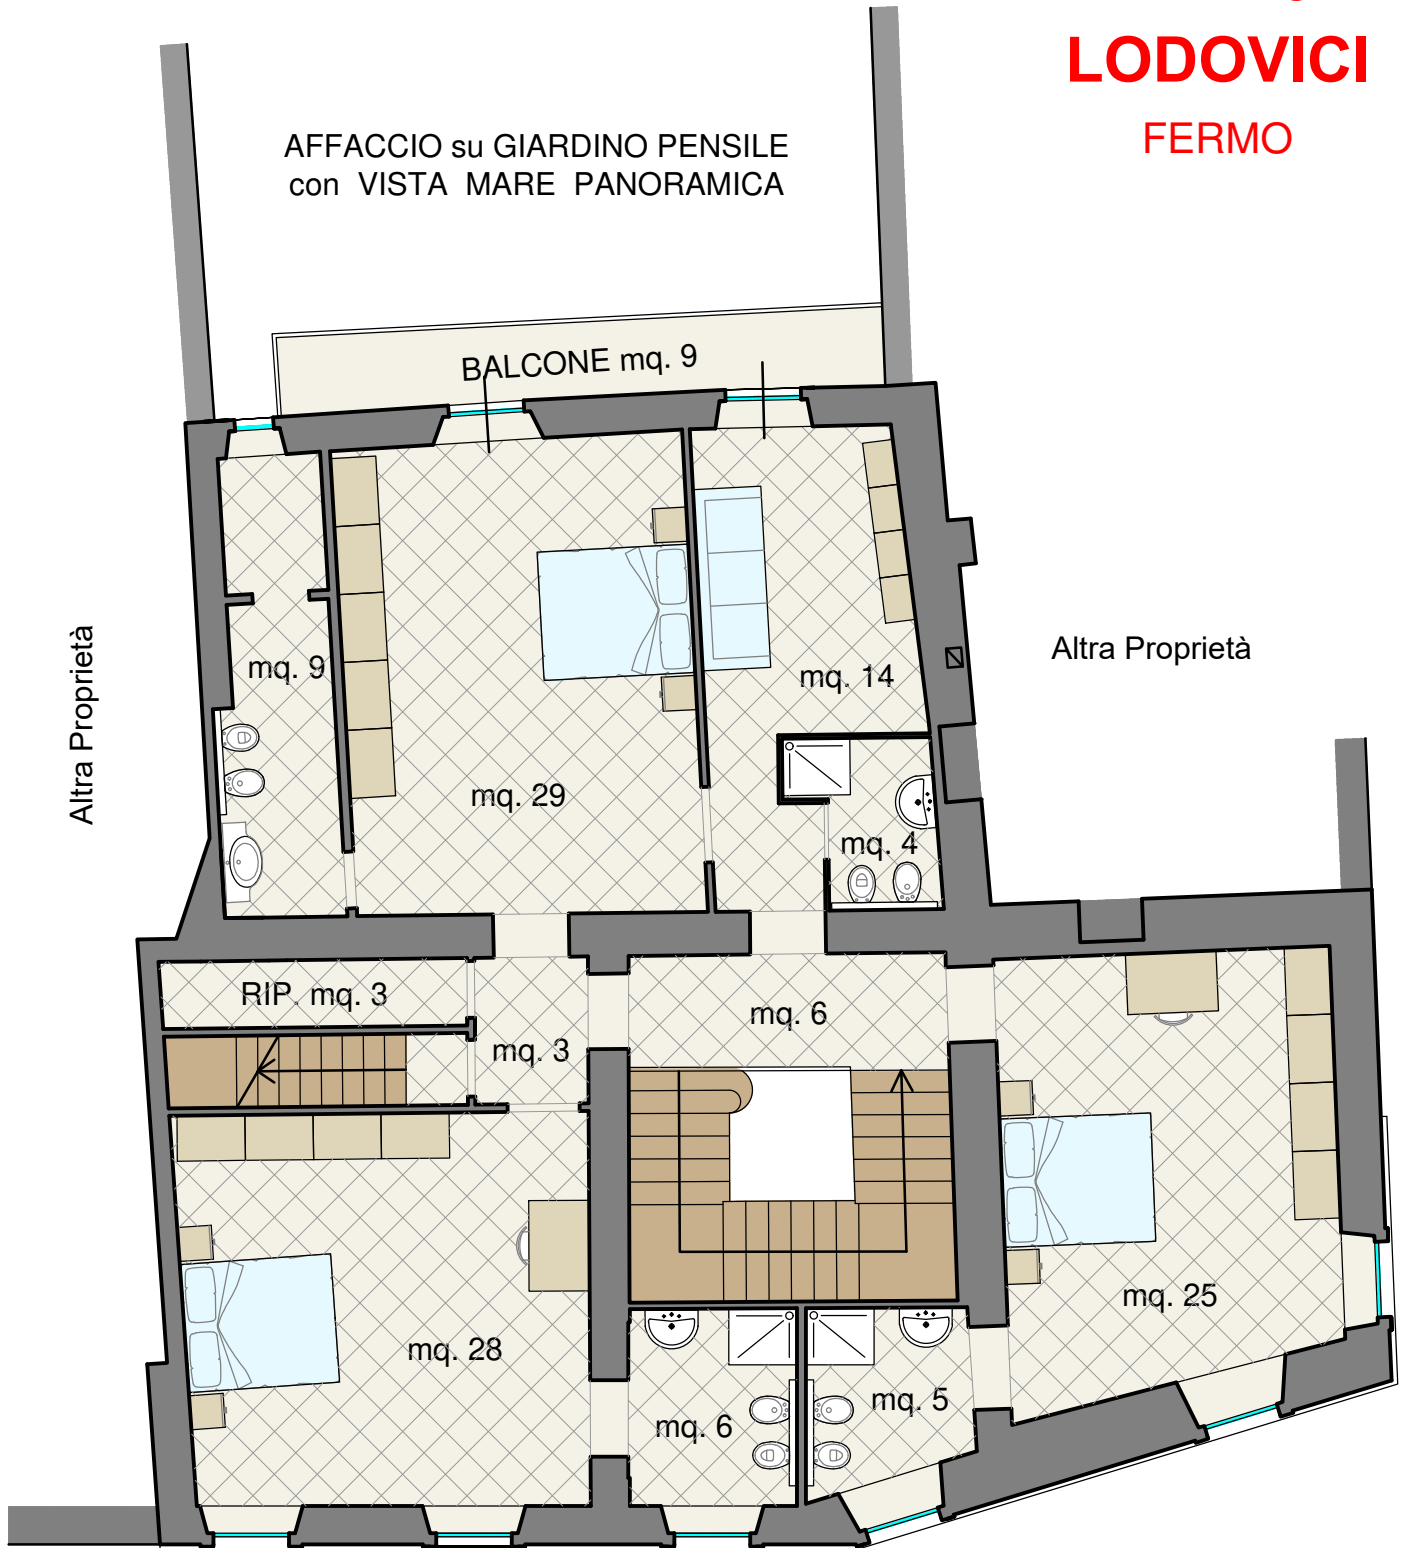 LODOVICI
FERMO
AFFACCIO su GIARDINO PENSILE
con VISTA MARE PANORAMICA
BALCONE mq. 9
Altra Proprietà
Altra Proprietà
mq. 9
mq. 14
mq. 29
mq. 4
RIP. mq. 3
mq. 3
mq. 6
mq. 25
mq. 28
mq. 5
mq. 6